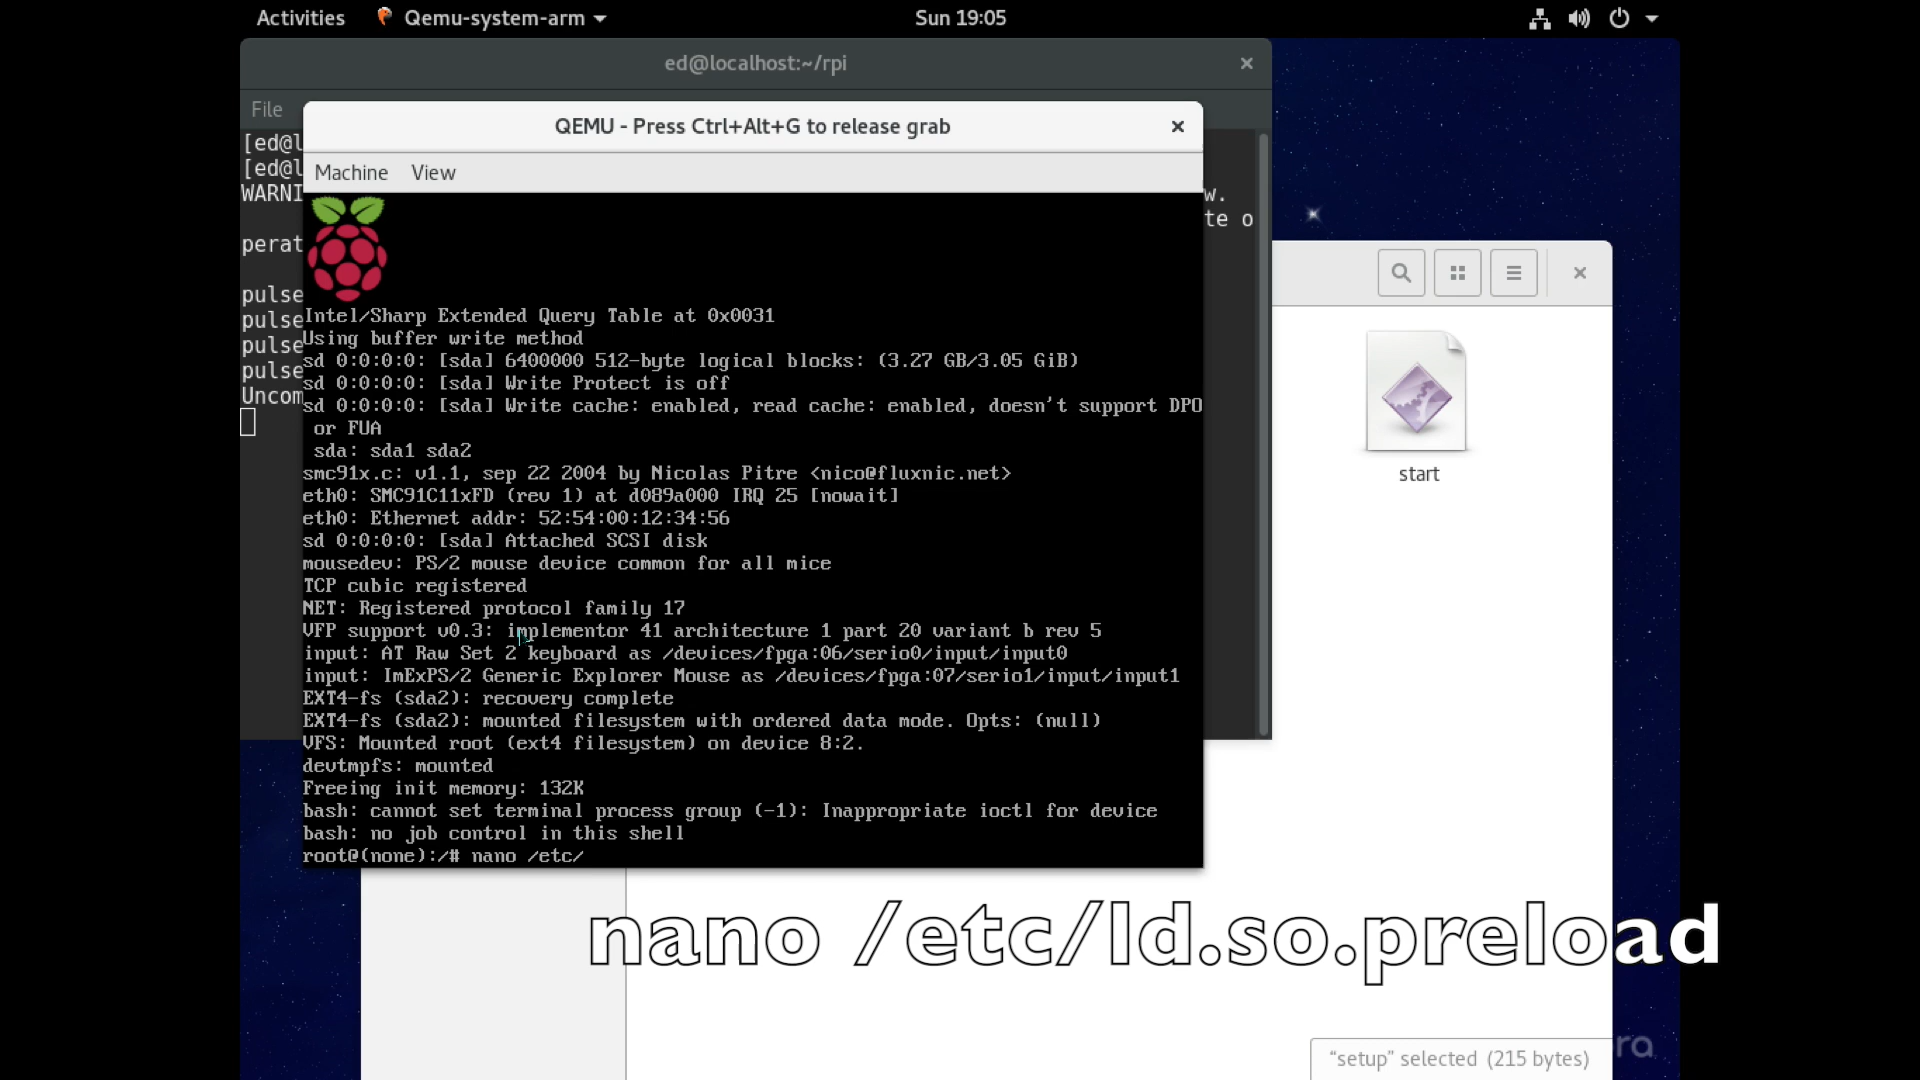 Activities
Qemu-system-arm
Sun 19:05
ed@localhost:~/rpi
File
[ed@l
[ed@l
WARNI
w.
te o
perat
pulse
pulse
pulse
pulse
Uncom
QEMU - Press Ctrl+Alt+G to release grab
Machine View
Intel/Sharp Extended Query Table at 0x0031
Using buffer write method
sd 0:0:0:0: [sda] 6400000 512-byte logical blocks: (3.27 GB/3.05 GiB)
sd 0:0:0:0: [sda] Write Protect is off
sd 0:0:0:0: [sda] Write cache: enabled, read cache: enabled, doesn't support DPO
or FUA
sda: sda1 sda2
smc91x.c: v1.1, sep 22 2004 by Nicolas Pitre <nico@fluxnic.net>
eth0: SMC91C11xFD (rev 1) at d089a000 IRQ 25 [nowait]
eth0: Ethernet addr: 52:54:00:12:34:56
sd 0:0:0:0: [sda] Attached SCSI disk
mousedev: PS/2 mouse device common for all mice
TCP cubic registered
NET: Registered protocol family 17
VFP support v0.3: implementor 41 architecture 1 part 20 variant b rev 5
input: AT Raw Set 2 keyboard as /devices/fpga:06/serio0/input/input0
input: ImExPS/2 Generic Explorer Mouse as /devices/fpga:07/serio1/input/input1
EXT4-fs (sda2): recovery complete
EXT4-fs (sda2): mounted filesystem with ordered data mode. Opts: (null)
VFS: Mounted root (ext4 filesystem) on device 8:2.
devtmpfs: mounted
Freeing init memory: 132K
bash: cannot set terminal process group (-1): Inappropriate ioctl for device
bash: no job control in this shell
root@(none):/# nano /etc/
start
nano /etc/ld.so.preload
"setup" selected (215 bytes)
ra